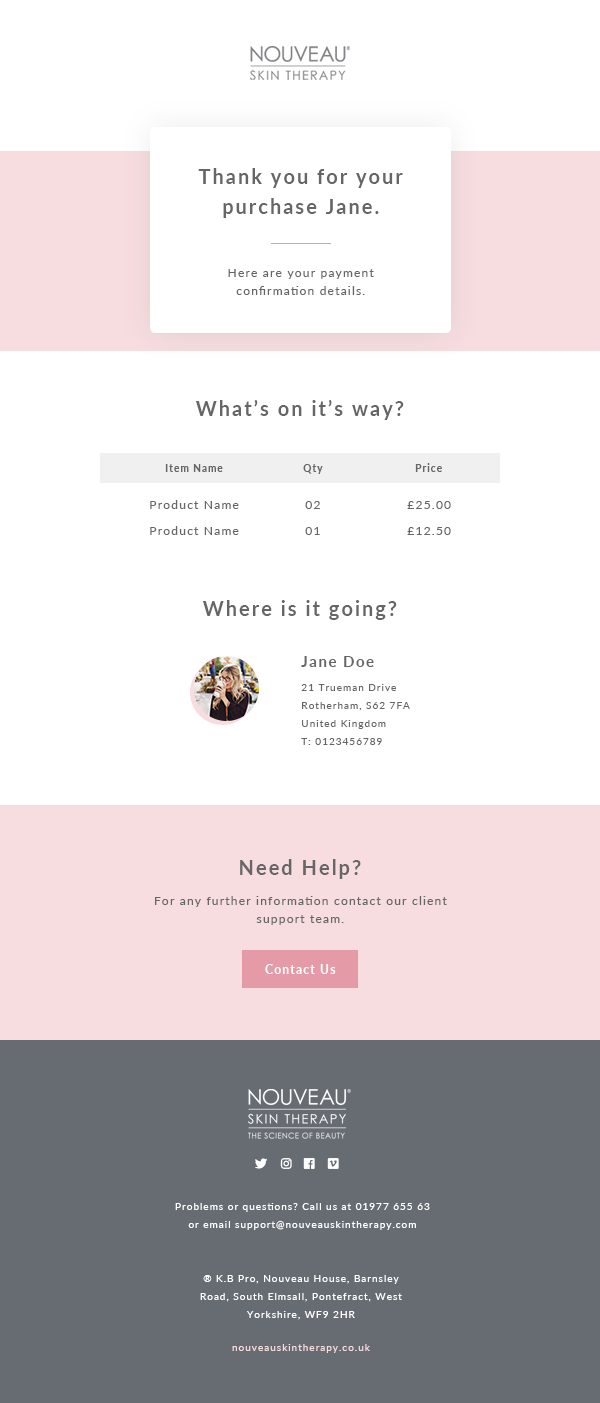 NOUVEAU®
SKIN THERAPY
Thank you for your
purchase Jane.
Here are your payment
confirmation details.
What’s on it’s way?
Item Name Qty Price
Product Name 02 £25.00
Product Name 01 £12.50
Where is it going?
Jane Doe
21 Trueman Drive
Rotherham, S62 7FA
United Kingdom
T: 0123456789
Need Help?
For any further information contact our client
support team.
Contact Us
NOUVEAU®
SKIN THERAPY
THE SCIENCE OF BEAUTY
Problems or questions? Call us at 01977 655 63
or email support@nouveauskintherapy.com
® K.B Pro, Nouveau House, Barnsley
Road, South Elmsall, Pontefract, West
Yorkshire, WF9 2HR
nouveauskintherapy.co.uk